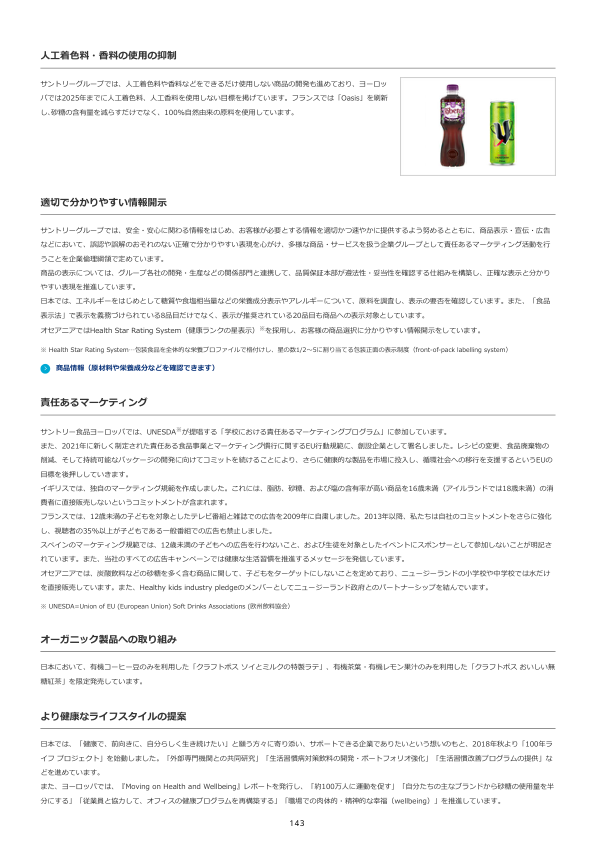 人工着色料・香料の使用の抑制
サントリーグループでは、人工着色料や香料などをできるだけ使用しない商品の開発も進めており、ヨーロッ
パでは2025年までに人工着色料、人工香料を使用しない目標を掲げています。フランスでは「Oasis」を刷新
し、砂糖の含有量を減らすだけでなく、100％自然由来の原料を使用しています。
適切で分かりやすい情報開示
サントリーグループでは、安全・安心に関わる情報をはじめ、お客様が必要とする情報を適切かつ速やかに提供するよう努めるとともに、商品表示・宣伝・広告
などにおいて、誤認や誤解のおそれのない正確で分かりやすい表現を心がけ、多様な商品・サービスを扱う企業グループとして責任あるマーケティング活動を行
うことを企業倫理綱領で定めています。
商品の表示については、グループ各社の開発・生産などの関係部門と連携して、品質保証本部が遵法性・妥当性を確認する仕組みを構築し、正確な表示と分かり
やすい表現を推進しています。
日本では、エネルギーをはじめとして糖質や食塩相当量などの栄養成分表示やアレルギーについて、原料を調査し、表示の要否を確認しています。また、「食品
表示法」で表示を義務づけられている8品目だけでなく、表示が推奨されている20品目も商品への表示対象としています。
オセアニアではHealth Star Rating System（健康ランクの星表示）※を採用し、お客様の商品選択に分かりやすい情報開示をしています。
※ Health Star Rating System…包装食品を全体的な栄養プロファイルで格付けし、星の数1/2～5に割り当てる包装正面の表示制度（front-of-pack labelling system）
商品情報（原材料や栄養成分などを確認できます）
責任あるマーケティング
サントリー食品ヨーロッパでは、UNESDA※が提唱する「学校における責任あるマーケティングプログラム」に参加しています。
また、2021年に新しく制定された責任ある食品事業とマーケティング慣行に関するEU行動規範に、創設企業として署名しました。レシピの変更、食品廃棄物の
削減、そして持続可能なパッケージの開発に向けてコミットを続けることにより、さらに健康的な製品を市場に投入し、循環社会への移行を支援するというEUの
目標を後押ししていきます。
イギリスでは、独自のマーケティング規範を作成しました。これには、脂肪、砂糖、および塩の含有率が高い商品を16歳未満（アイルランドでは18歳未満）の消
費者に直接販売しないというコミットメントが含まれます。
フランスでは、12歳未満の子どもを対象としたテレビ番組と雑誌での広告を2009年に自粛しました。2013年以降、私たちは自社のコミットメントをさらに強化
し、視聴者の35％以上が子どもである一般番組での広告も禁止しました。
スペインのマーケティング規範では、12歳未満の子どもへの広告を行わないこと、および生徒を対象としたイベントにスポンサーとして参加しないことが明記さ
れています。また、当社のすべての広告キャンペーンでは健康な生活習慣を推進するメッセージを発信しています。
オセアニアでは、炭酸飲料などの砂糖を多く含む商品に関して、子どもをターゲットにしないことを定めており、ニュージーランドの小学校や中学校では水だけ
を直接販売しています。また、Healthy kids industry pledgeのメンバーとしてニュージーランド政府とのパートナーシップを結んでいます。
※ UNESDA=Union of EU (European Union) Soft Drinks Associations (欧州飲料協会）
オーガニック製品への取り組み
日本において、有機コーヒー豆のみを利用した「クラフトボス ソイとミルクの特製ラテ」、有機茶葉・有機レモン果汁のみを利用した「クラフトボス おいしい無
糖紅茶」を限定発売しています。
より健康なライフスタイルの提案
日本では、「健康で、前向きに、自分らしく生き続けたい」と願う方々に寄り添い、サポートできる企業でありたいという想いのもと、2018年秋より「100年ラ
イフ プロジェクト」を始動しました。「外部専門機関との共同研究」「生活習慣病対策飲料の開発・ポートフォリオ強化」「生活習慣改善プログラムの提供」な
どを進めています。
また、ヨーロッパでは、『Moving on Health and Wellbeing』レポートを発行し、「約100万人に運動を促す」「自分たちの主なブランドから砂糖の使用量を半
分にする」「従業員と協力して、オフィスの健康プログラムを再構築する」「職場での肉体的・精神的な幸福（wellbeing）」を推進しています。
143